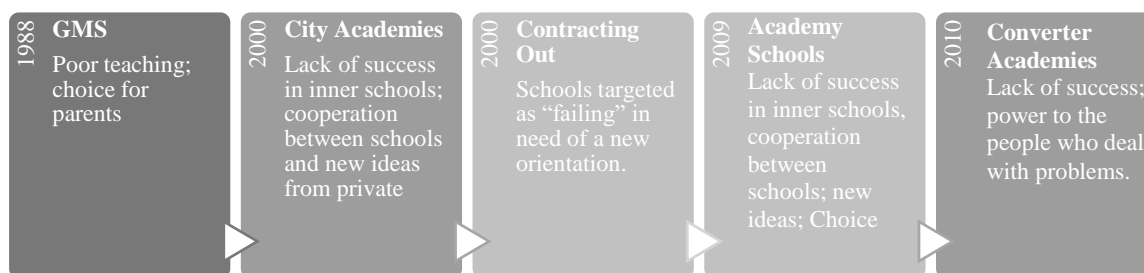 1988
GMS
Poor teaching;
choice for
parents
2000
City Academies
Lack of success
in inner schools;
cooperation
between schools
and new ideas
from private
2000
Contracting
Out
Schools targeted
as “failing” in
need of a new
orientation.
2009
Academy
Schools
Lack of success
in inner schools,
cooperation
between
schools; new
ideas; Choice
2010
Converter
Academies
Lack of success;
power to the
people who deal
with problems.